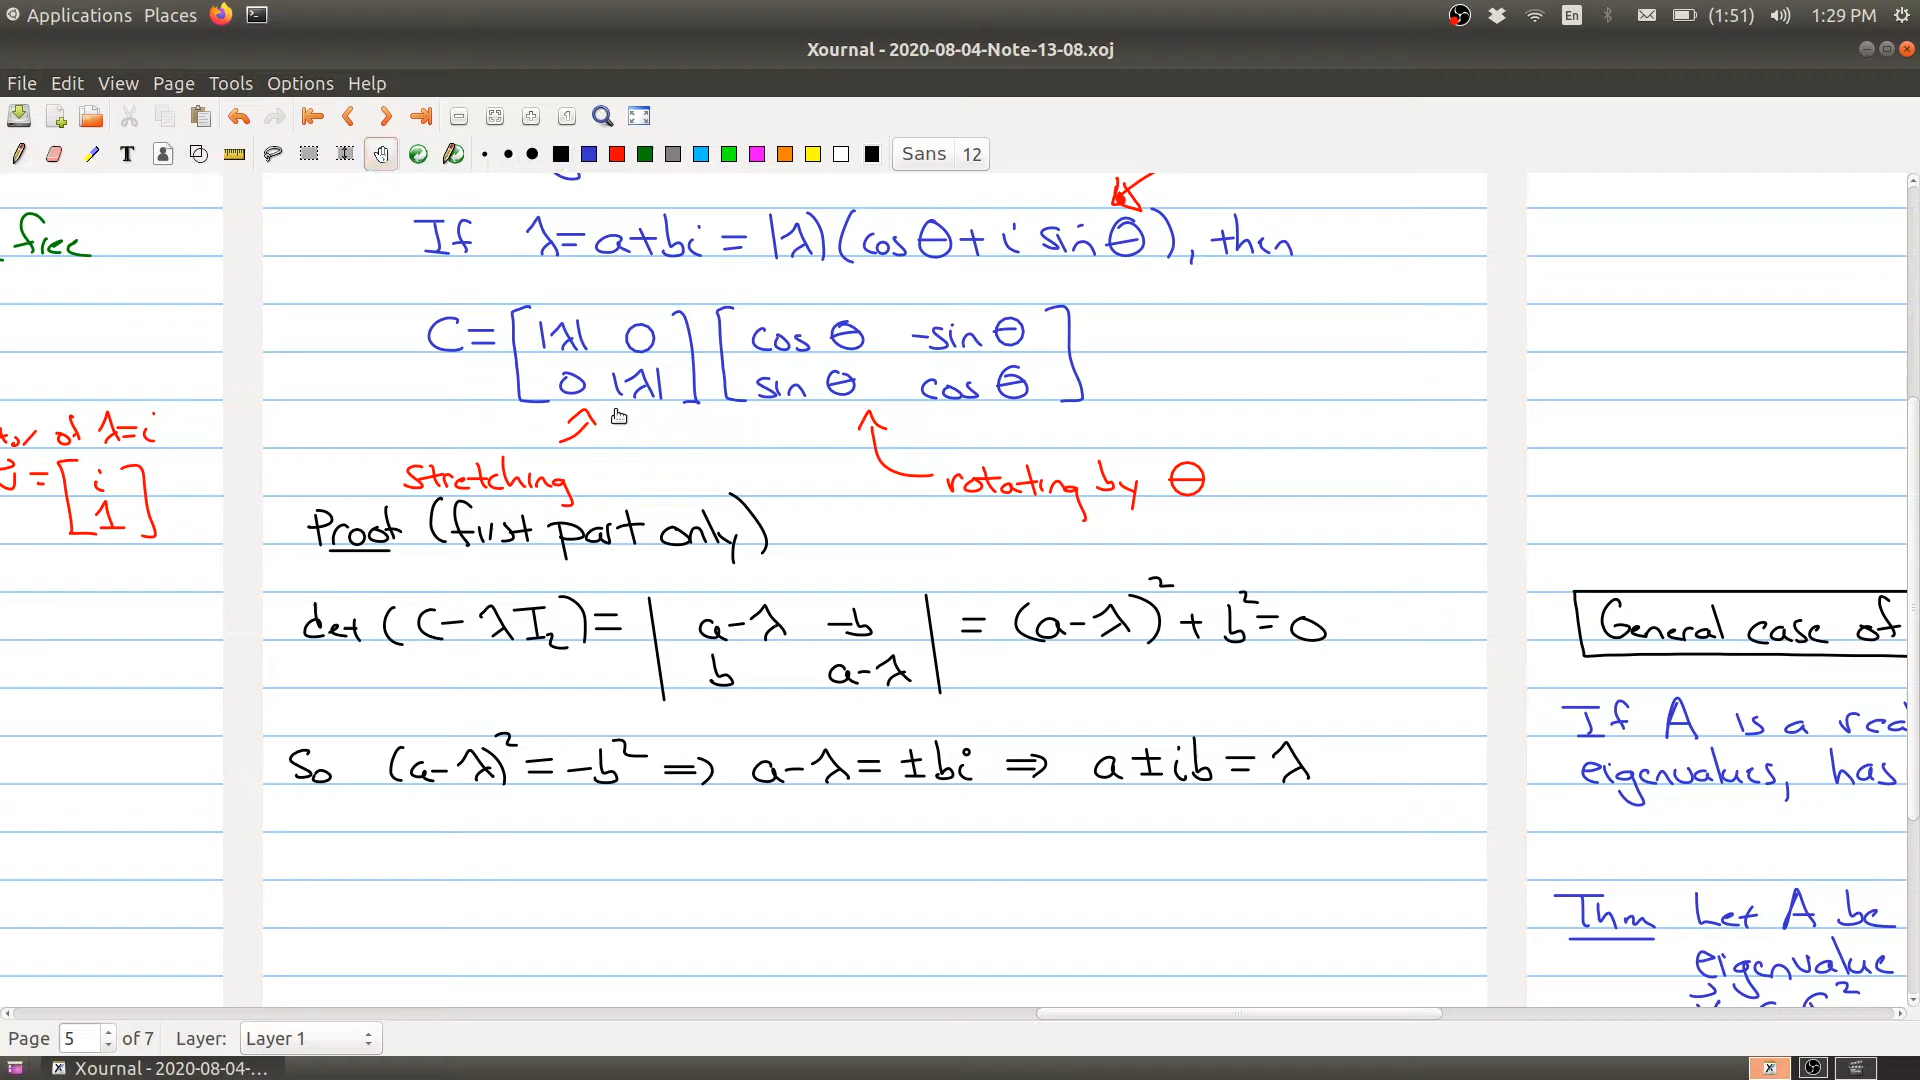 Applications Places En (1:51) 1:29 PM
Xournal - 2020-08-04-Note-13-08.xoj
File Edit View Page Tools Options Help
Sans 12
free
If λ=a+bi = |λ|(cos θ + i sin θ), then
C= [|λ| 0 [cos θ -sin θ
0 |λ|] sin θ cos θ]
of λ=i
= [i
1]
stretching
rotating by θ
Proof (first part only)
det (C-λI₂) = | a-λ -b | = (a-λ)² + b² = 0
b a-λ
So (a-λ)² = -b² ⟹ a-λ = ±bi ⟹ a±ib = λ
General case of
If A is a rea
eigenvalues, has
Thm Let A be
eigenvalue
Page 5 of 7 Layer: Layer 1
Xournal - 2020-08-04-...